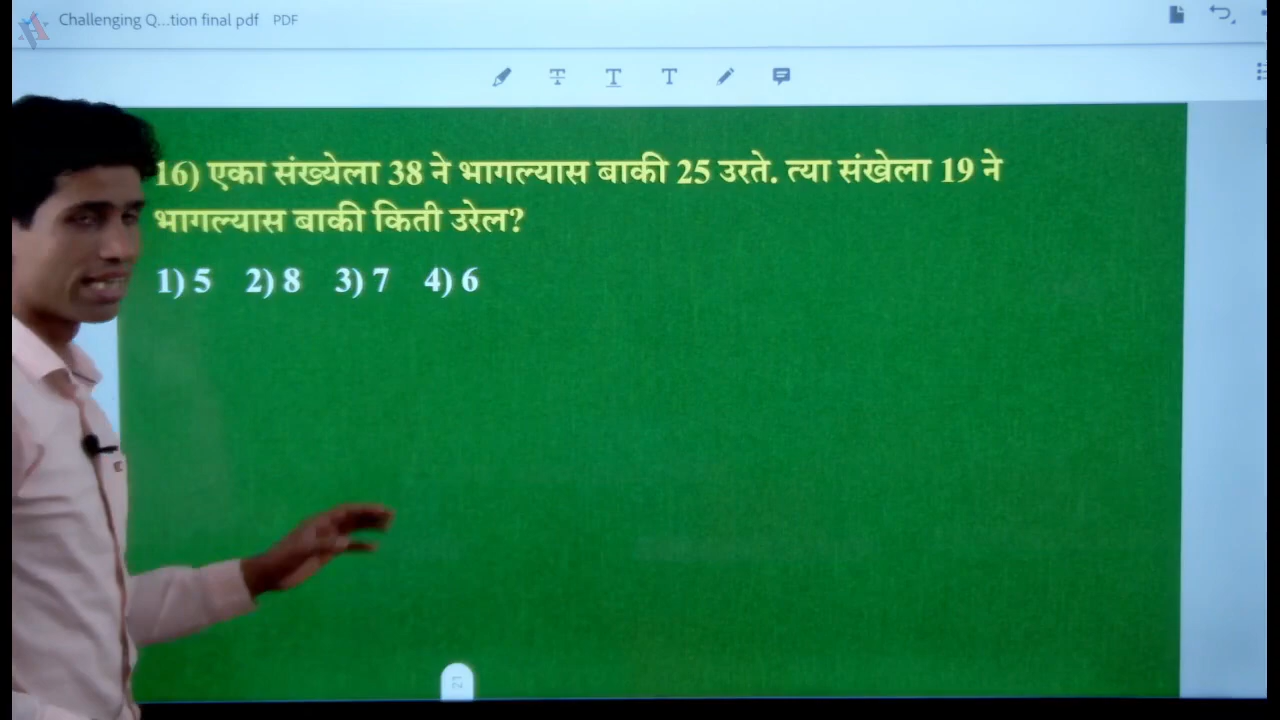 Challenging Q...tion final pdf PDF
16) एका संख्येला 38 ने भागल्यास बाकी 25 उरते. त्या संखेला 19 ने
भागल्यास बाकी किती उरेल?
1) 5 2) 8 3) 7 4) 6
21